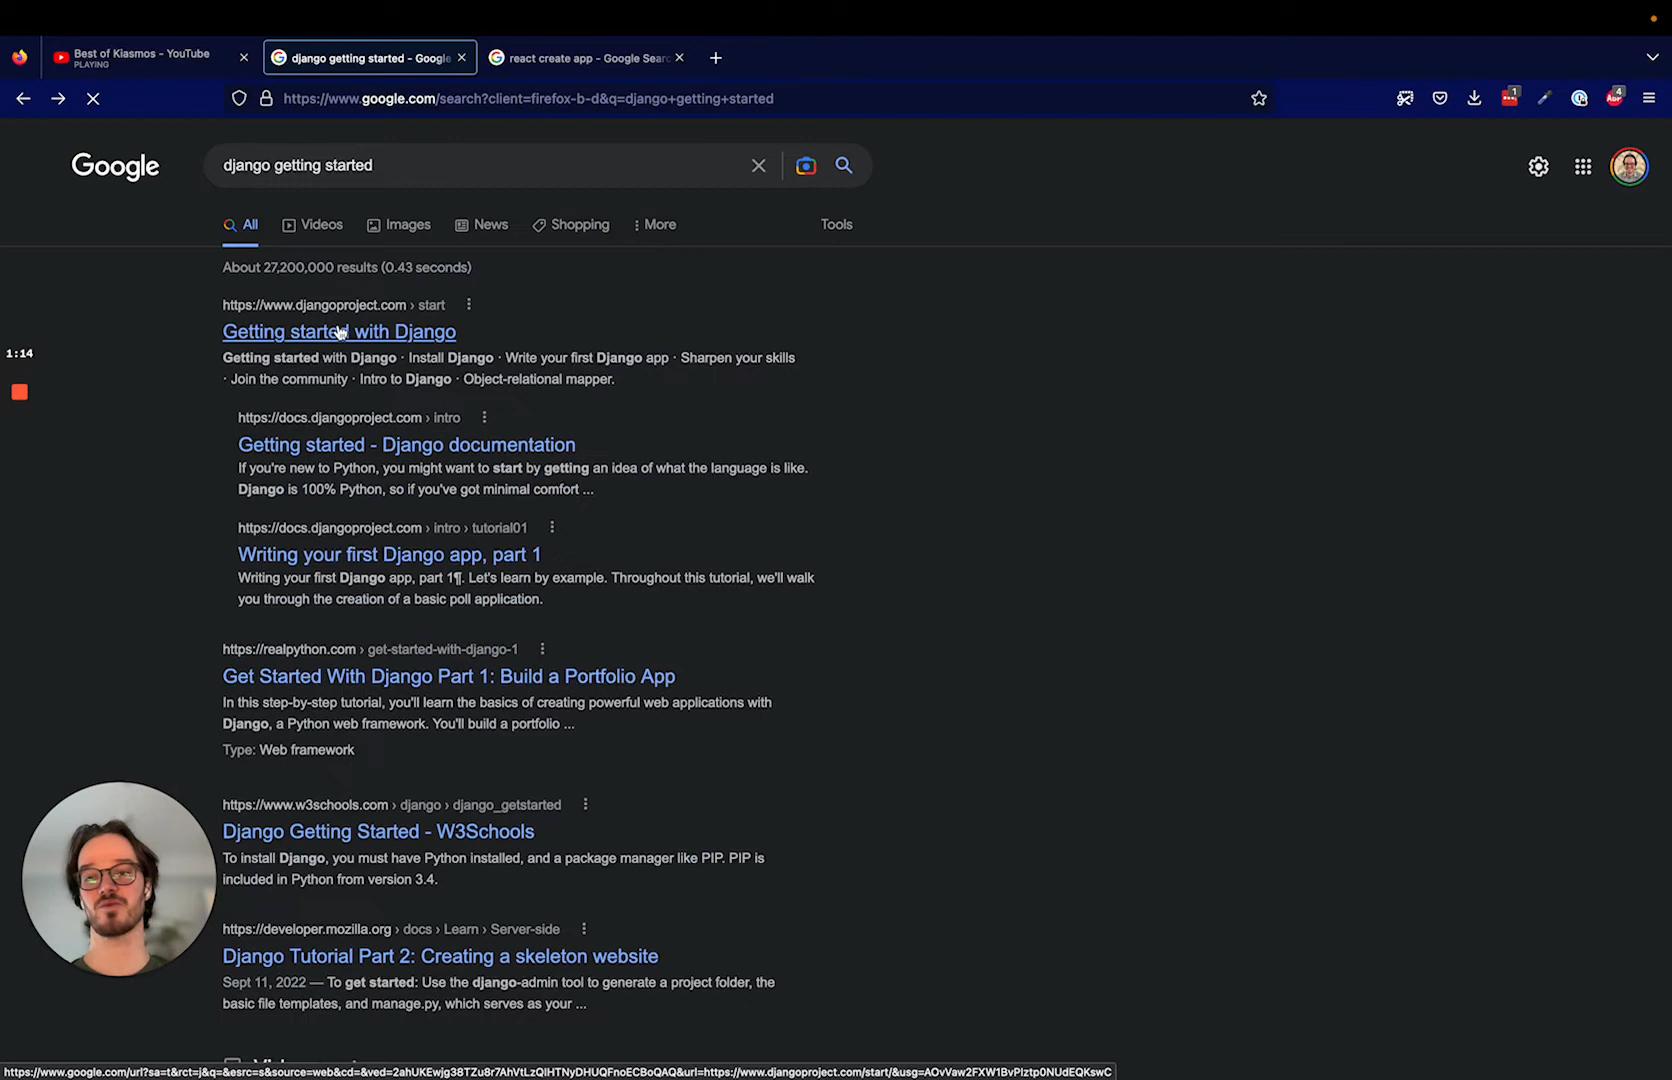 Best of Kiasmos - YouTube
PLAYING
django getting started - Google
react create app - Google Searc
https://www.google.com/search?client=firefox-b-d&q=django+getting+started
1
4
Google
django getting started
All
Videos
Images
News
Shopping
More
Tools
About 27,200,000 results (0.43 seconds)
https://www.djangoproject.com › start
Getting started with Django
Getting started with Django · Install Django · Write your first Django app · Sharpen your skills
· Join the community · Intro to Django · Object-relational mapper.
1:14
https://docs.djangoproject.com › intro
Getting started - Django documentation
If you're new to Python, you might want to start by getting an idea of what the language is like.
Django is 100% Python, so if you've got minimal comfort ...
https://docs.djangoproject.com › intro › tutorial01
Writing your first Django app, part 1
Writing your first Django app, part 1¶. Let's learn by example. Throughout this tutorial, we'll walk
you through the creation of a basic poll application.
https://realpython.com › get-started-with-django-1
Get Started With Django Part 1: Build a Portfolio App
In this step-by-step tutorial, you'll learn the basics of creating powerful web applications with
Django, a Python web framework. You'll build a portfolio ...
Type: Web framework
https://www.w3schools.com › django › django_getstarted
Django Getting Started - W3Schools
To install Django, you must have Python installed, and a package manager like PIP. PIP is
included in Python from version 3.4.
https://developer.mozilla.org › docs › Learn › Server-side
Django Tutorial Part 2: Creating a skeleton website
Sept 11, 2022 — To get started: Use the django-admin tool to generate a project folder, the
basic file templates, and manage.py, which serves as your ...